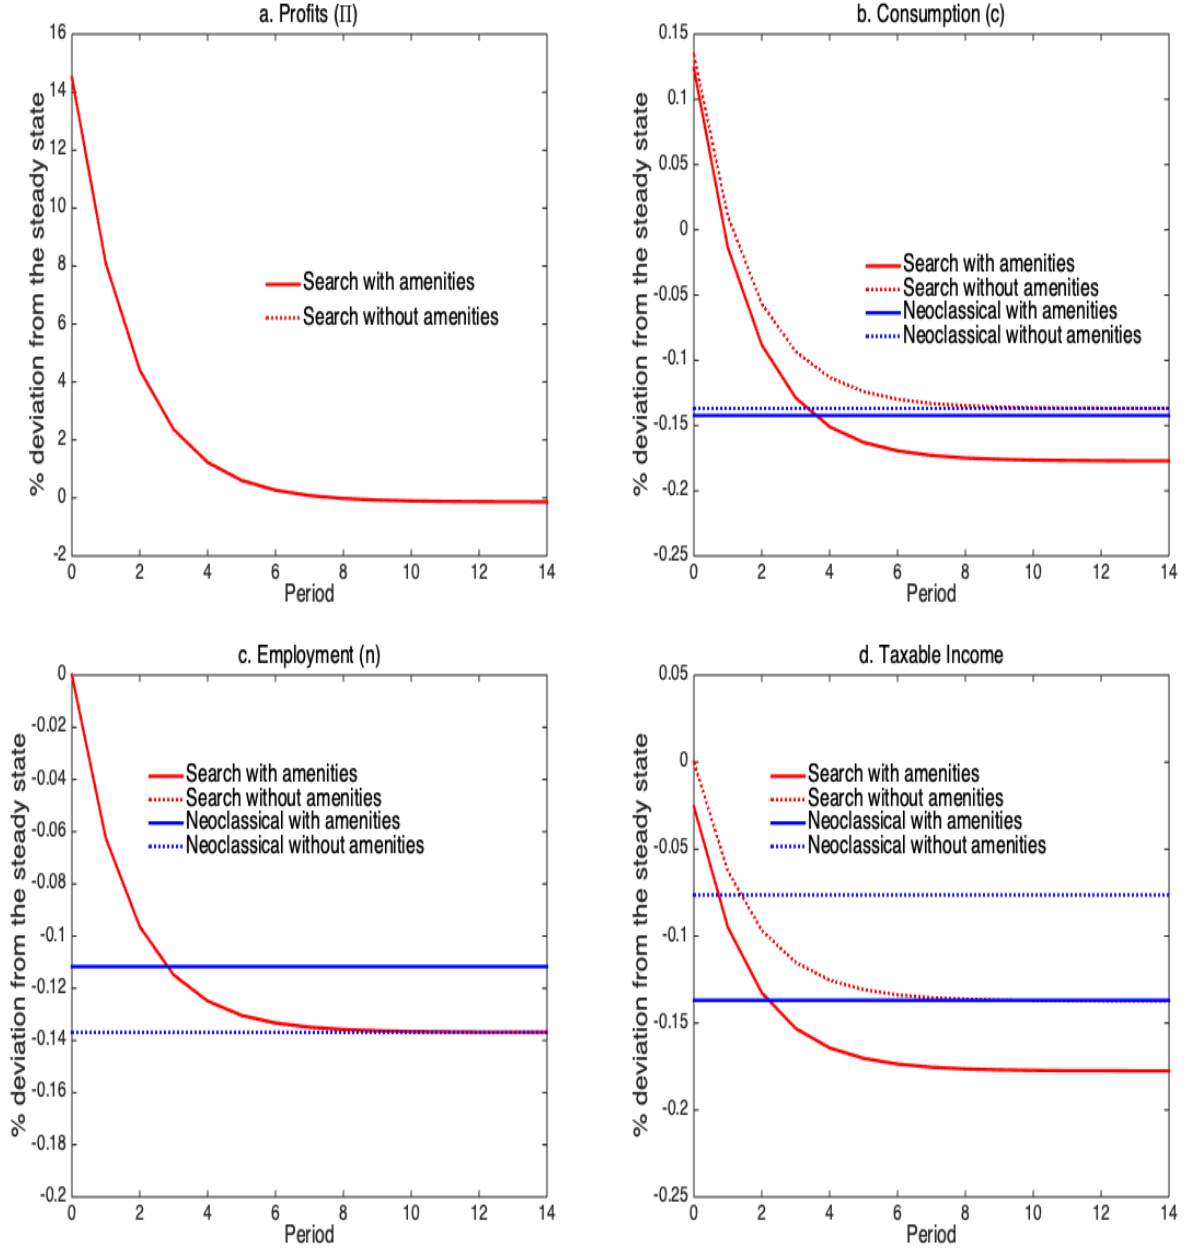 a. Profits (Π)
16
14
12
10
8
6
4
2
0
-2
% deviation from the steady state
Search with amenities
Search without amenities
0 2 4 6 8 10 12 14
Period
b. Consumption (c)
0.15
0.1
0.05
0
-0.05
-0.1
-0.15
-0.2
-0.25
% deviation from the steady state
Search with amenities
Search without amenities
Neoclassical with amenities
Neoclassical without amenities
0 2 4 6 8 10 12 14
Period
c. Employment (n)
0
-0.02
-0.04
-0.06
-0.08
-0.1
-0.12
-0.14
-0.16
-0.18
-0.2
% deviation from the steady state
Search with amenities
Search without amenities
Neoclassical with amenities
Neoclassical without amenities
0 2 4 6 8 10 12 14
Period
d. Taxable Income
0.05
0
-0.05
-0.1
-0.15
-0.2
-0.25
% deviation from the steady state
Search with amenities
Search without amenities
Neoclassical with amenities
Neoclassical without amenities
0 2 4 6 8 10 12 14
Period